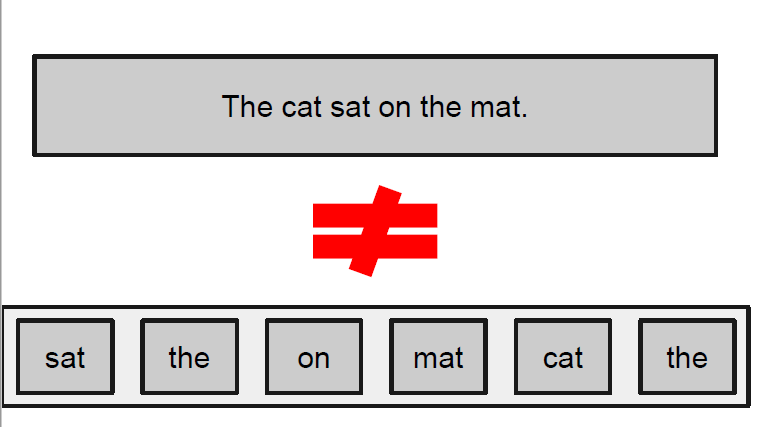 The cat sat on the mat.
≠
sat the on mat cat the